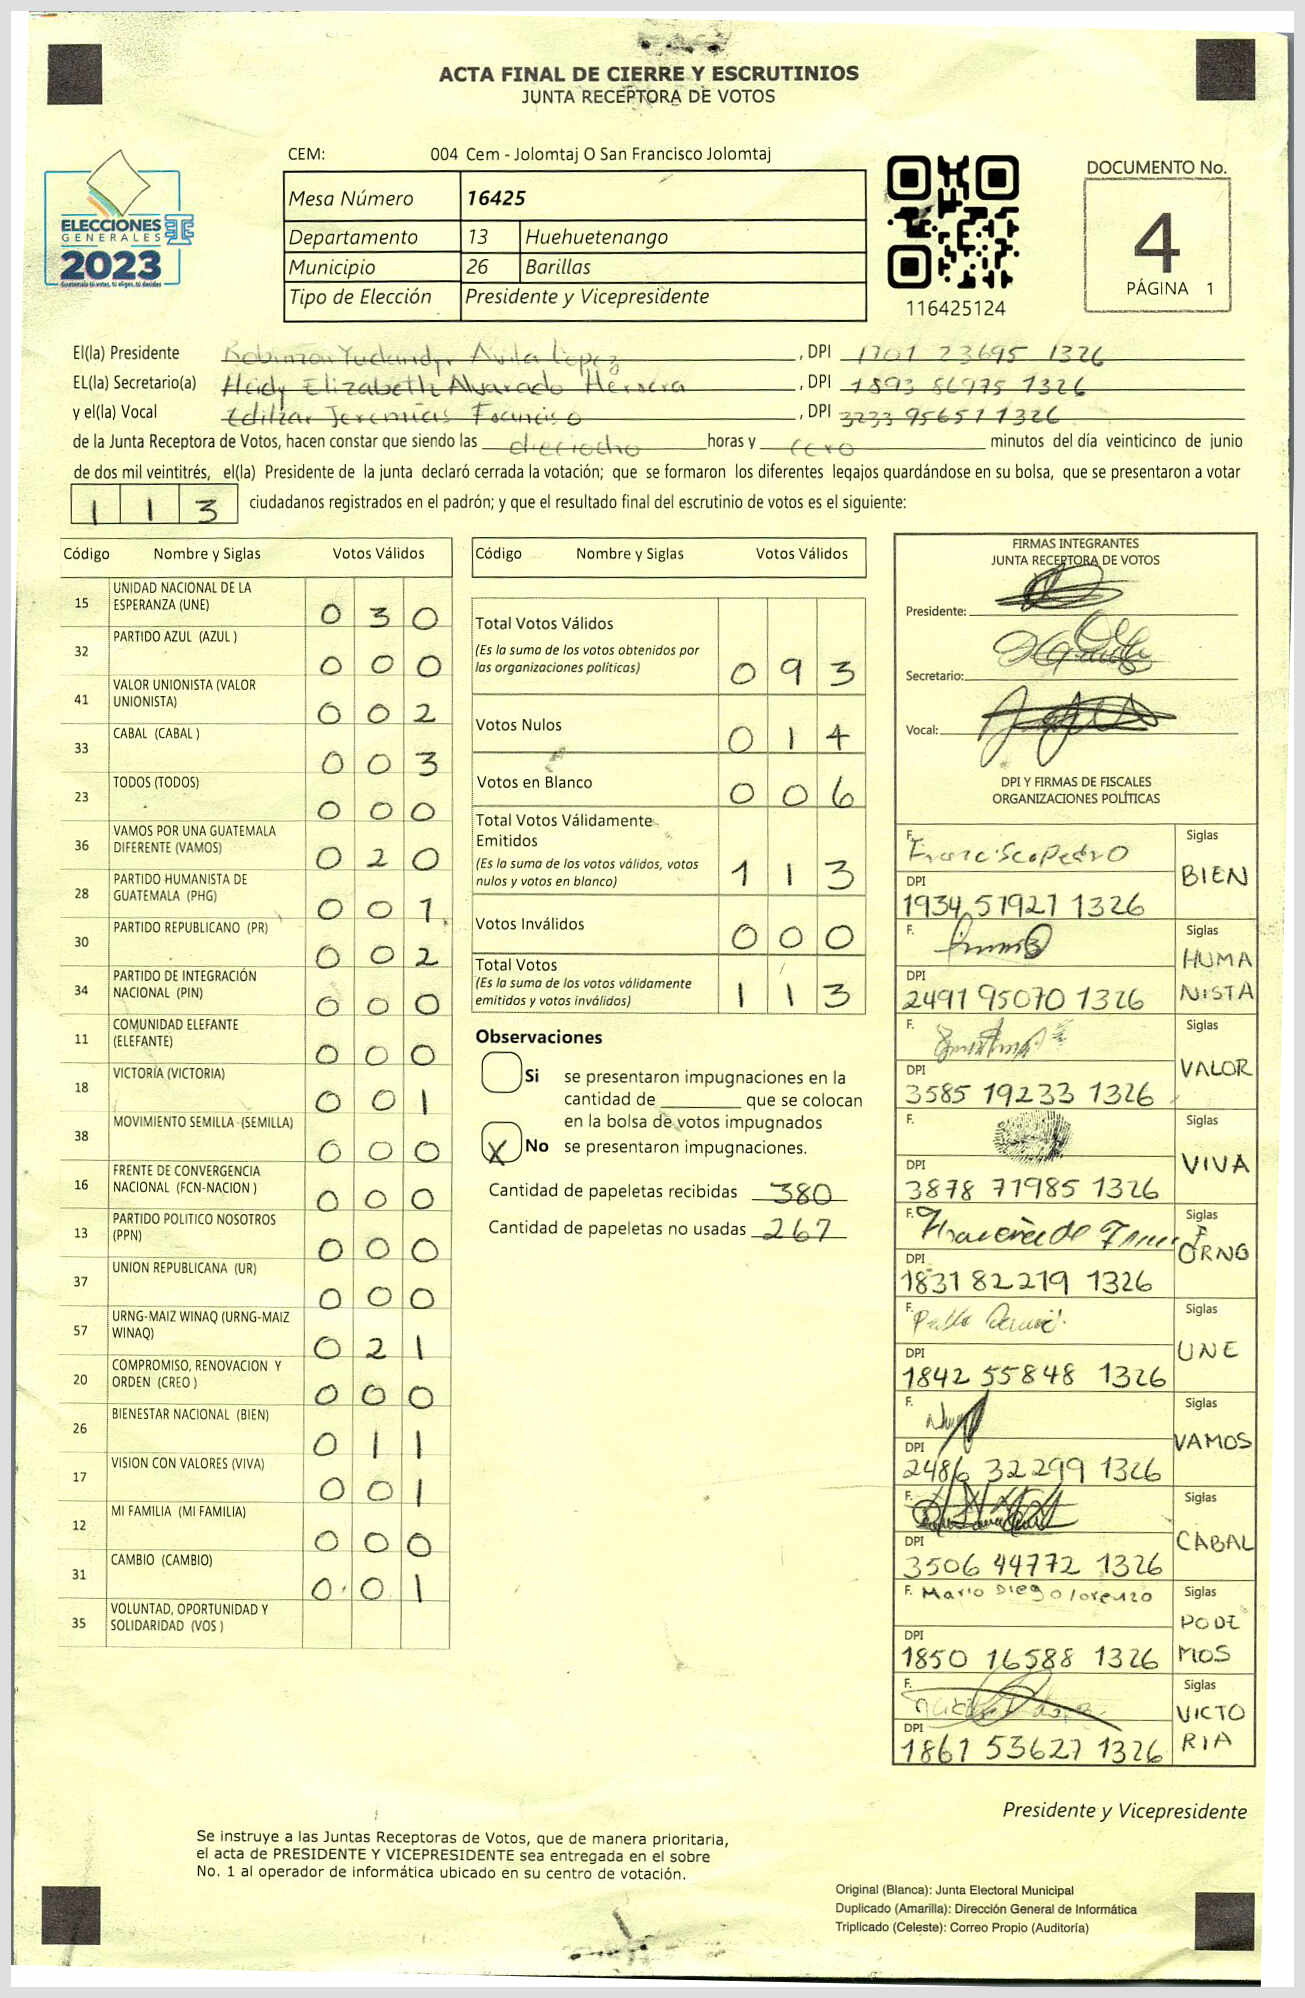 ACTA FINAL DE CIERRE Y ESCRUTINIOS
JUNTA RECEPTORA DE VOTOS
CEM: 004 Cem - Jolomtaj O San Francisco Jolomtaj
Mesa Número 16425
Departamento 13 Huehuetenango
Municipio 26 Barillas
Tipo de Elección Presidente y Vicepresidente
ELECCIONES
GENERALES
2023
Guatemala tú votas, tú eliges, tú decides
116425124
DOCUMENTO No.
4
PÁGINA 1
El(la) Presidente Avila Lopez , DPI 1701 23695 1326
EL(la) Secretario(a) Heidy Elizabeth Alvarado Herrera , DPI 1893 86975 1326
y el(la) Vocal Jeremías Francisco , DPI 3233 95651 1326
de la Junta Receptora de Votos, hacen constar que siendo las dieciocho horas y cero minutos del día veinticinco de junio
de dos mil veintitrés, el(la) Presidente de la junta declaró cerrada la votación; que se formaron los diferentes legajos guardándose en su bolsa, que se presentaron a votar
1 1 3 ciudadanos registrados en el padrón; y que el resultado final del escrutinio de votos es el siguiente:
Código Nombre y Siglas Votos Válidos
15 UNIDAD NACIONAL DE LA ESPERANZA (UNE) 0 3 0
32 PARTIDO AZUL (AZUL ) 0 0 0
41 VALOR UNIONISTA (VALOR UNIONISTA) 0 0 2
33 CABAL (CABAL ) 0 0 3
23 TODOS (TODOS) 0 0 0
36 VAMOS POR UNA GUATEMALA DIFERENTE (VAMOS) 0 2 0
28 PARTIDO HUMANISTA DE GUATEMALA (PHG) 0 0 1
30 PARTIDO REPUBLICANO (PR) 0 0 2
34 PARTIDO DE INTEGRACIÓN NACIONAL (PIN) 0 0 0
11 COMUNIDAD ELEFANTE (ELEFANTE) 0 0 0
18 VICTORIA (VICTORIA) 0 0 1
38 MOVIMIENTO SEMILLA (SEMILLA) 0 0 0
16 FRENTE DE CONVERGENCIA NACIONAL (FCN-NACION ) 0 0 0
13 PARTIDO POLITICO NOSOTROS (PPN) 0 0 0
37 UNION REPUBLICANA (UR) 0 0 0
57 URNG-MAIZ WINAQ (URNG-MAIZ WINAQ) 0 2 1
20 COMPROMISO, RENOVACION Y ORDEN (CREO ) 0 0 0
26 BIENESTAR NACIONAL (BIEN) 0 1 1
17 VISION CON VALORES (VIVA) 0 0 1
12 MI FAMILIA (MI FAMILIA) 0 0 0
31 CAMBIO (CAMBIO) 0 0 1
35 VOLUNTAD, OPORTUNIDAD Y SOLIDARIDAD (VOS )
Código Nombre y Siglas Votos Válidos
Total Votos Válidos
(Es la suma de los votos obtenidos por
las organizaciones políticas) 0 9 3
Votos Nulos 0 1 4
Votos en Blanco 0 0 6
Total Votos Válidamente
Emitidos
(Es la suma de los votos válidos, votos
nulos y votos en blanco) 1 1 3
Votos Inválidos 0 0 0
Total Votos
(Es la suma de los votos válidamente
emitidos y votos inválidos) 1 1 3
Observaciones
Si se presentaron impugnaciones en la
cantidad de ________ que se colocan
en la bolsa de votos impugnados
X No se presentaron impugnaciones.
Cantidad de papeletas recibidas 380
Cantidad de papeletas no usadas 267
FIRMAS INTEGRANTES
JUNTA RECEPTORA DE VOTOS
Presidente:
Secretario:
Vocal:
DPI Y FIRMAS DE FISCALES
ORGANIZACIONES POLÍTICAS
F. Francisco Pedro Siglas
DPI BIEN
1934 51921 1326
F. Siglas
DPI HUMA
2491 95070 1326 NISTA
F. Siglas
DPI VALOR
3585 19233 1326
F. Siglas
DPI VIVA
3878 71985 1326
F. Siglas
DPI ORNG
1831 82219 1326
F. Siglas
DPI UNE
1842 55848 1326
F. Siglas
DPI VAMOS
2486 32299 1326
F. Siglas
DPI CABAL
3506 44772 1326
F. Mario Diego lorenzo Siglas
DPI PODE
1850 16588 1326 MOS
F. Siglas
DPI VICTO
1861 53627 1326 RIA
Presidente y Vicepresidente
Se instruye a las Juntas Receptoras de Votos, que de manera prioritaria,
el acta de PRESIDENTE Y VICEPRESIDENTE sea entregada en el sobre
No. 1 al operador de informática ubicado en su centro de votación.
Original (Blanca): Junta Electoral Municipal
Duplicado (Amarilla): Dirección General de Informática
Triplicado (Celeste): Correo Propio (Auditoría)